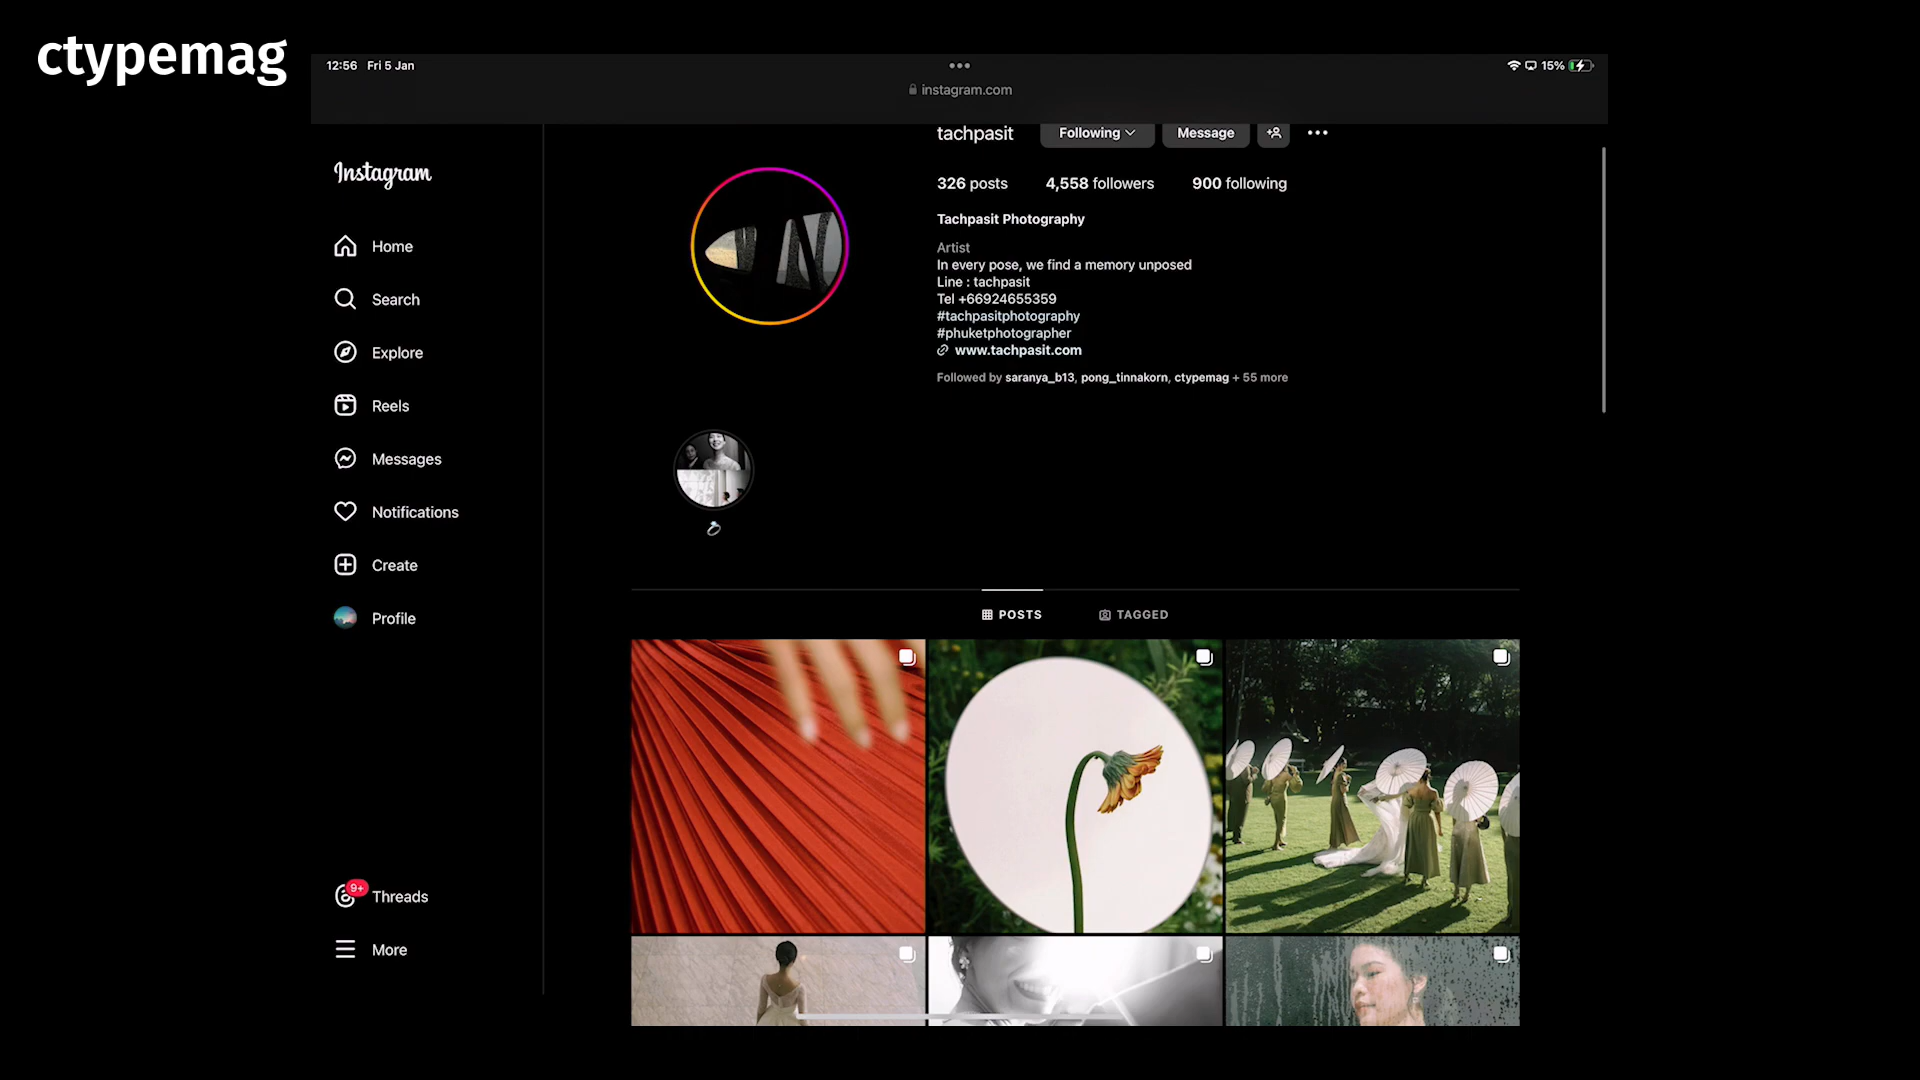 ctypemag
12:56 Fri 5 Jan
15%
instagram.com
Instagram
Home
Search
Explore
Reels
Messages
Notifications
Create
Profile
9+
Threads
More
tachpasit Following Message
326 posts 4,558 followers 900 following
Tachpasit Photography
Artist
In every pose, we find a memory unposed
Line : tachpasit
Tel +66924655359
#tachpasitphotography
#phuketphotographer
www.tachpasit.com
Followed by saranya_b13, pong_tinnakorn, ctypemag + 55 more
POSTS TAGGED